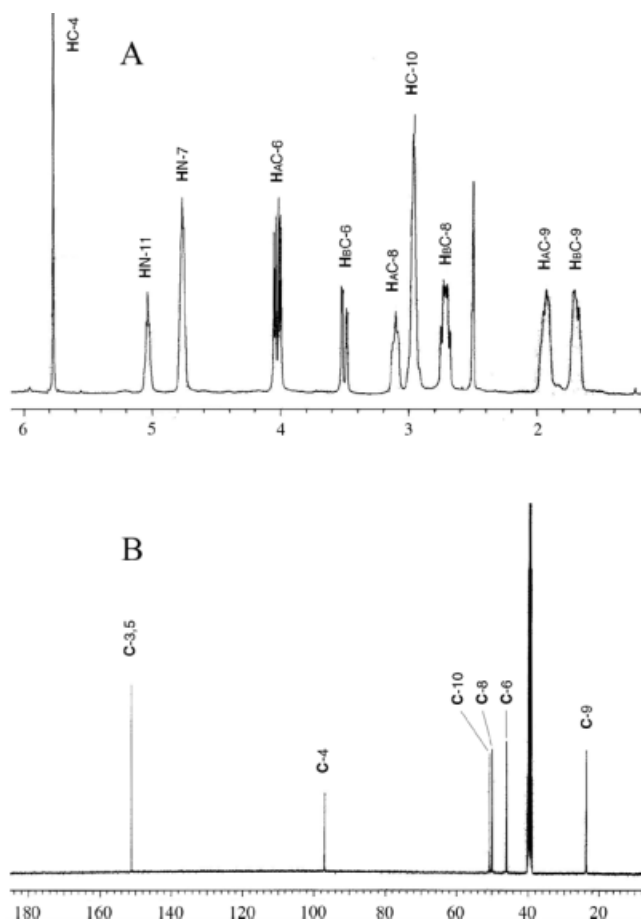 A
HC-4
HN-11
HN-7
HAC-6
HBC-6
HAC-8
HC-10
HBC-8
HAC-9
HBC-9
6 5 4 3 2
B
C-3,5
C-4
C-10
C-8
C-6
C-9
180 160 140 120 100 80 60 40 20